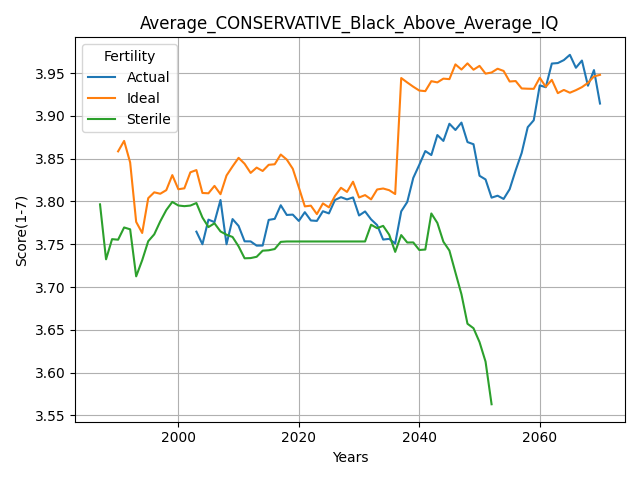 Average_CONSERVATIVE_Black_Above_Average_IQ
Fertility
Actual
Ideal
Sterile
Score(1-7)
3.95
3.90
3.85
3.80
3.75
3.70
3.65
3.60
3.55
2000 2020 2040 2060
Years